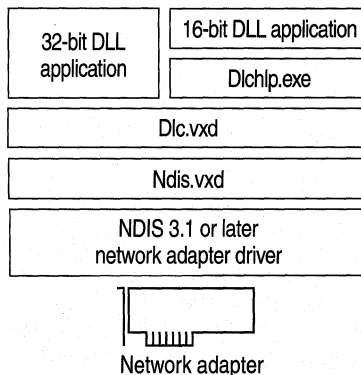 32-bit DLL
application
16-bit DLL application
Dlchlp.exe
Dlc.vxd
Ndis.vxd
NDIS 3.1 or later
network adapter driver
Network adapter